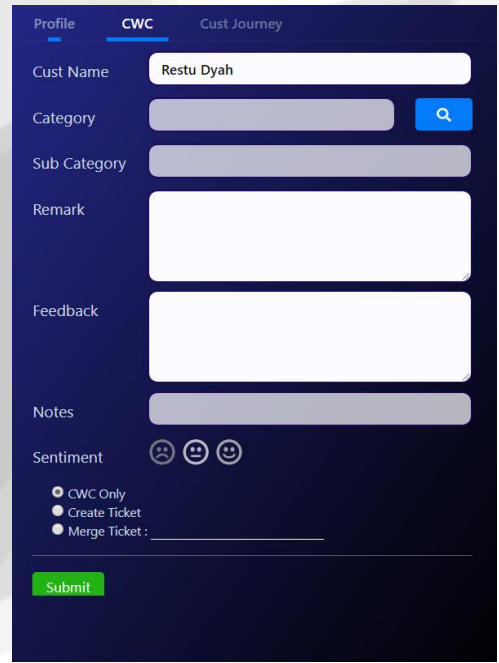 Profile CWC Cust Journey
Cust Name Restu Dyah
Category
Sub Category
Remark
Feedback
Notes
Sentiment
CWC Only
Create Ticket
Merge Ticket :
Submit